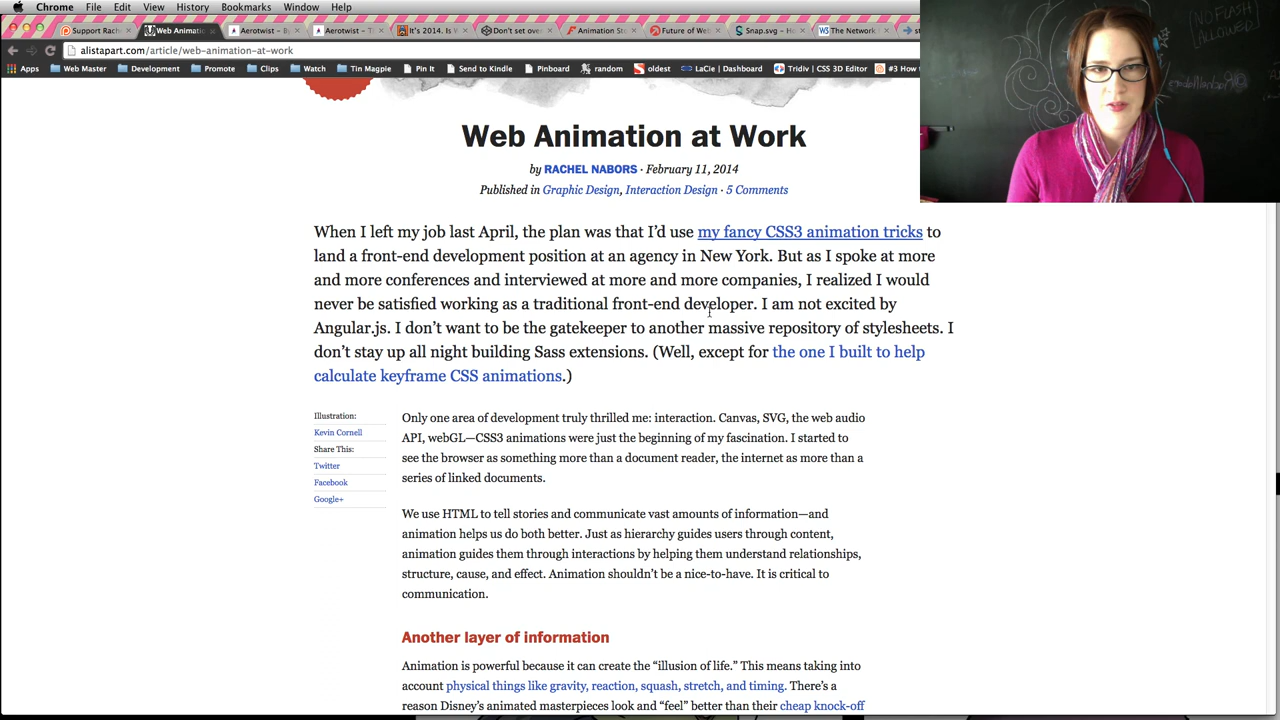 Chrome File Edit View History Bookmarks Window Help
Support Rache Web Animatio Aerotwist - By Aerotwist - T It's 2014. Is Don't set over Animation St Future of Web Snap.svg - Ho The Network
alistapart.com/article/web-animation-at-work
Apps Web Master Development Promote Clips Watch Tin Magpie Pin It Send to Kindle Pinboard random oldest LaCie | Dashboard Tridiv | CSS 3D Editor #3 How t
NO FLASH
ALLOWED
Web Animation at Work
by RACHEL NABORS · February 11, 2014
Published in Graphic Design, Interaction Design · 5 Comments
When I left my job last April, the plan was that I’d use my fancy CSS3 animation tricks to
land a front-end development position at an agency in New York. But as I spoke at more
and more conferences and interviewed at more and more companies, I realized I would
never be satisfied working as a traditional front-end developer. I am not excited by
Angular.js. I don’t want to be the gatekeeper to another massive repository of stylesheets. I
don’t stay up all night building Sass extensions. (Well, except for the one I built to help
calculate keyframe CSS animations.)
Illustration:
Kevin Cornell
Share This:
Twitter
Facebook
Google+
Only one area of development truly thrilled me: interaction. Canvas, SVG, the web audio
API, webGL—CSS3 animations were just the beginning of my fascination. I started to
see the browser as something more than a document reader, the internet as more than a
series of linked documents.
We use HTML to tell stories and communicate vast amounts of information—and
animation helps us do both better. Just as hierarchy guides users through content,
animation guides them through interactions by helping them understand relationships,
structure, cause, and effect. Animation shouldn’t be a nice-to-have. It is critical to
communication.
Another layer of information
Animation is powerful because it can create the “illusion of life.” This means taking into
account physical things like gravity, reaction, squash, stretch, and timing. There’s a
reason Disney’s animated masterpieces look and “feel” better than their cheap knock-off